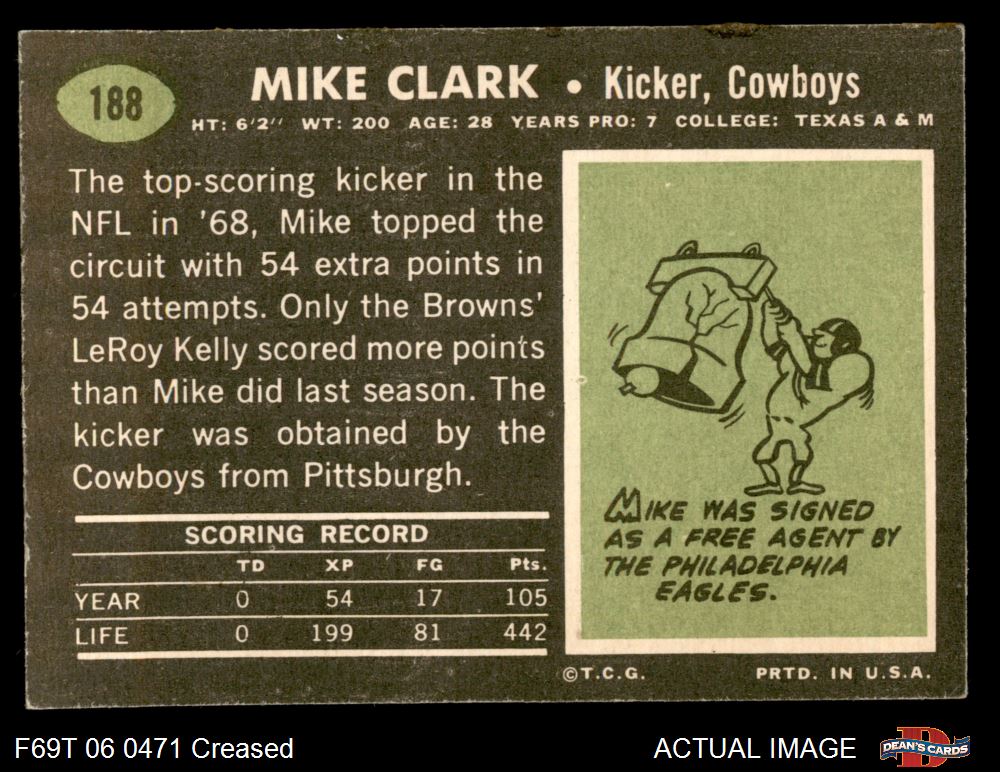 188
MIKE CLARK • Kicker, Cowboys
HT: 6'2" WT: 200 AGE: 28 YEARS PRO: 7 COLLEGE: TEXAS A & M
The top-scoring kicker in the
NFL in '68, Mike topped the
circuit with 54 extra points in
54 attempts. Only the Browns'
LeRoy Kelly scored more points
than Mike did last season. The
kicker was obtained by the
Cowboys from Pittsburgh.
SCORING RECORD
TD XP FG Pts.
YEAR 0 54 17 105
LIFE 0 199 81 442
MIKE WAS SIGNED
AS A FREE AGENT BY
THE PHILADELPHIA
EAGLES.
©T.C.G. PRTD. IN U.S.A.
F69T 06 0471 Creased
ACTUAL IMAGE
DEAN'S CARDS